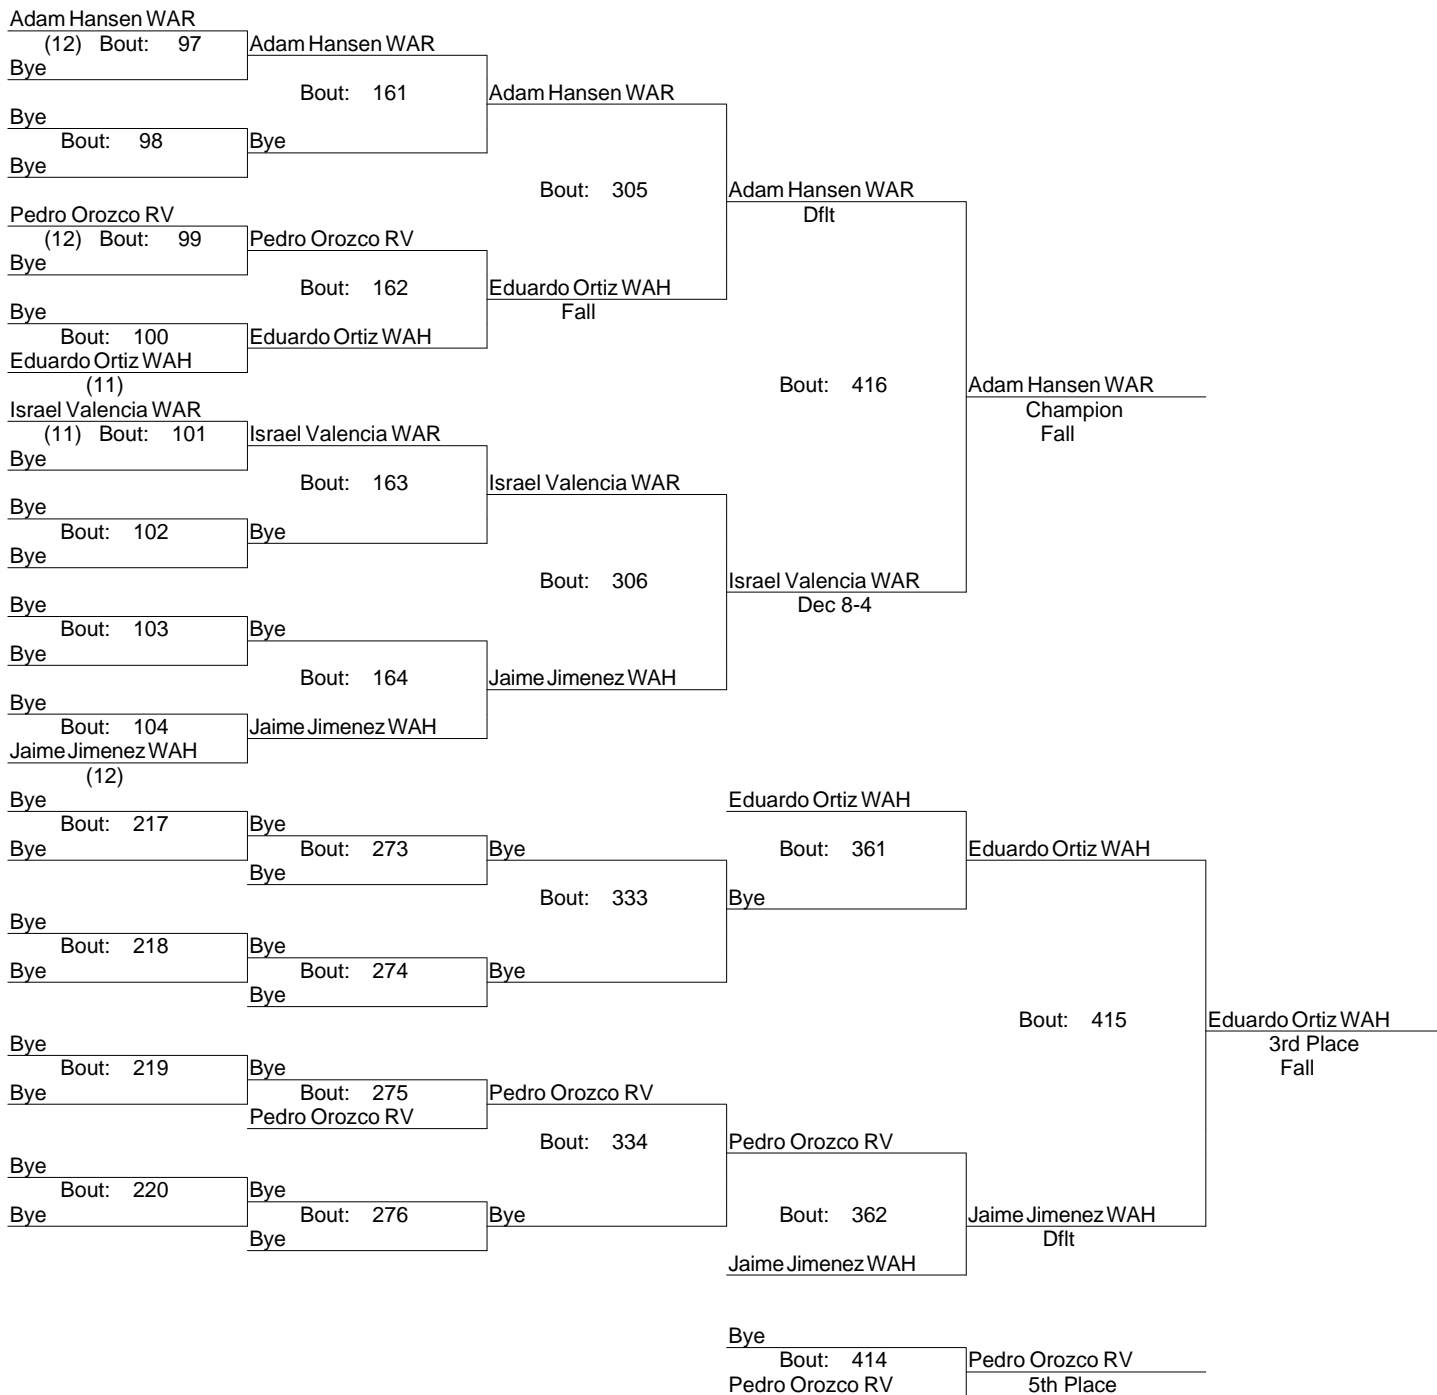 Adam Hansen WAR
(12) Bout: 97 Adam Hansen WAR
Bye
Bout: 161 Adam Hansen WAR
Bye
Bout: 98 Bye
Bye
Bout: 305 Adam Hansen WAR
Pedro Orozco RV Dflt
(12) Bout: 99 Pedro Orozco RV
Bye
Bout: 162 Eduardo Ortiz WAH
Bye Fall
Bout: 100 Eduardo Ortiz WAH
Eduardo Ortiz WAH
(11) Bout: 416 Adam Hansen WAR
Israel Valencia WAR Champion
(11) Bout: 101 Israel Valencia WAR Fall
Bye
Bout: 163 Israel Valencia WAR
Bye
Bout: 102 Bye
Bye
Bout: 306 Israel Valencia WAR
Bye Dec 8-4
Bout: 103 Bye
Bye
Bout: 164 Jaime Jimenez WAH
Bye
Bout: 104 Jaime Jimenez WAH
Jaime Jimenez WAH
(12)
Bye Eduardo Ortiz WAH
Bout: 217 Bye
Bye Bout: 273 Bye Bout: 361 Eduardo Ortiz WAH
Bye
Bout: 333 Bye
Bye
Bout: 218 Bye
Bye Bout: 274 Bye
Bye
Bout: 415 Eduardo Ortiz WAH
Bye 3rd Place
Bout: 219 Bye Fall
Bye Bout: 275 Pedro Orozco RV
Pedro Orozco RV
Bout: 334 Pedro Orozco RV
Bye
Bout: 220 Bye
Bye Bout: 276 Bye Bout: 362 Jaime Jimenez WAH
Bye Dflt
Jaime Jimenez WAH
Bye
Bout: 414 Pedro Orozco RV
Pedro Orozco RV 5th Place